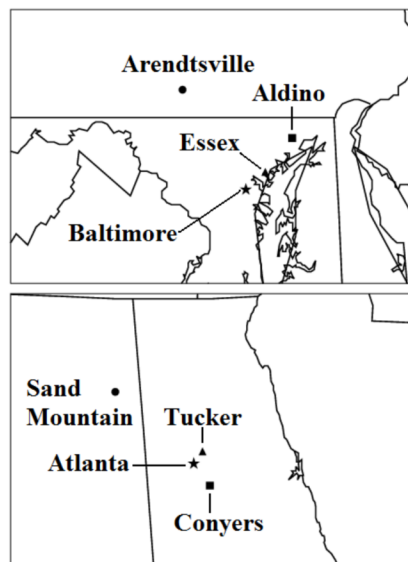 Arendtsville
Aldino
Essex
Baltimore
Sand
Mountain
Tucker
Atlanta
Conyers